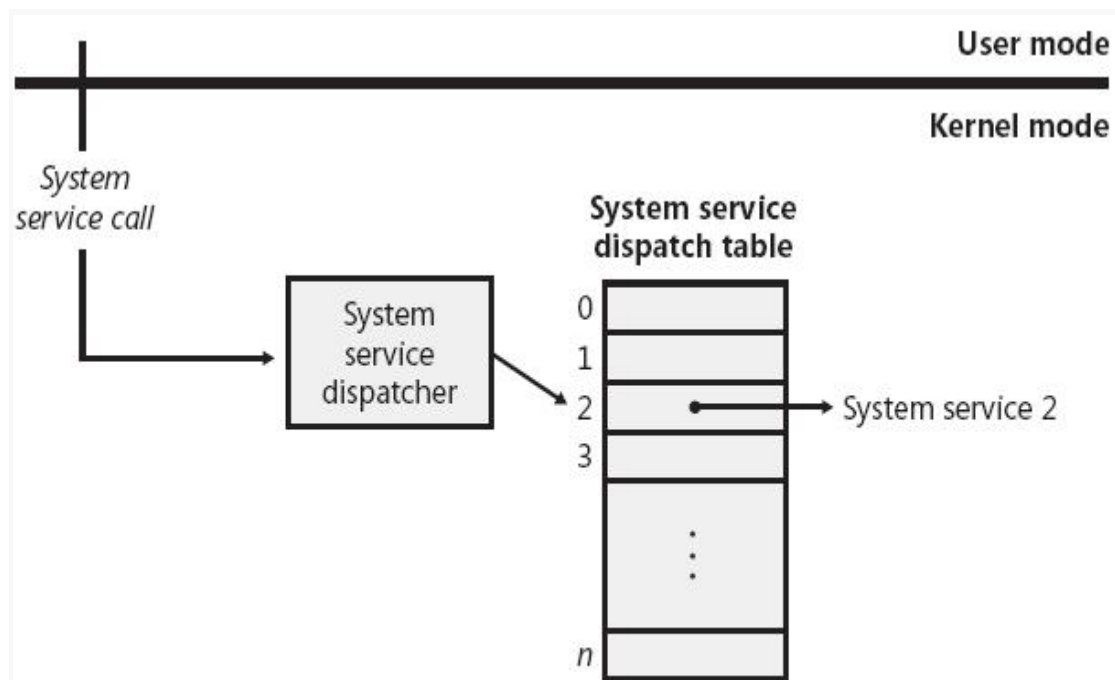 User mode
Kernel mode
System
service call
System service
dispatch table
System
service
dispatcher
0
1
2
3
n
System service 2